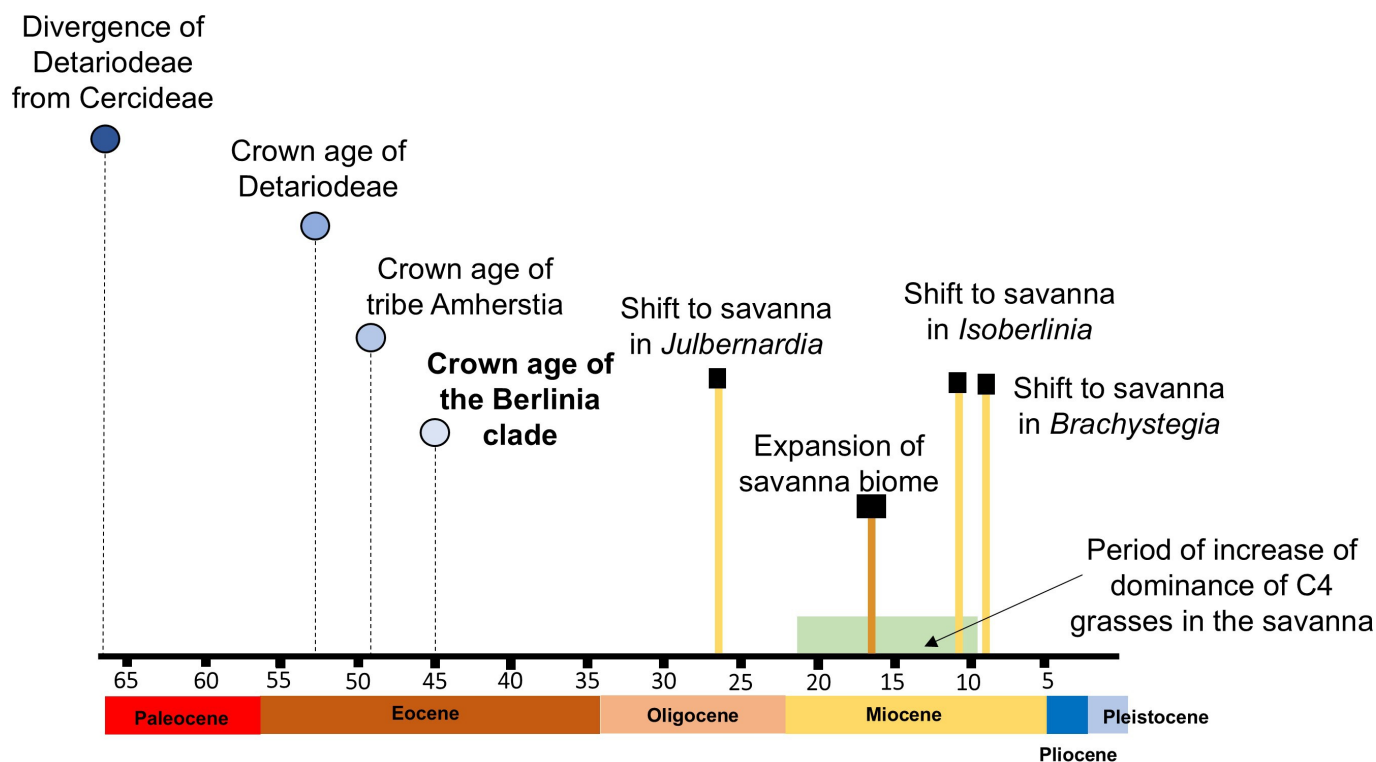 Divergence of
Detariodeae
from Cercideae
Crown age of
Detariodeae
Crown age of
tribe Amherstia
Crown age of
the Berlinia
clade
Shift to savanna
in Julbernardia
Expansion of
savanna biome
Shift to savanna
in Isoberlinia
Shift to savanna
in Brachystegia
Period of increase of
dominance of C4
grasses in the savanna
65 60 55 50 45 40 35 30 25 20 15 10 5
Paleocene Eocene Oligocene Miocene Pleistocene
Pliocene